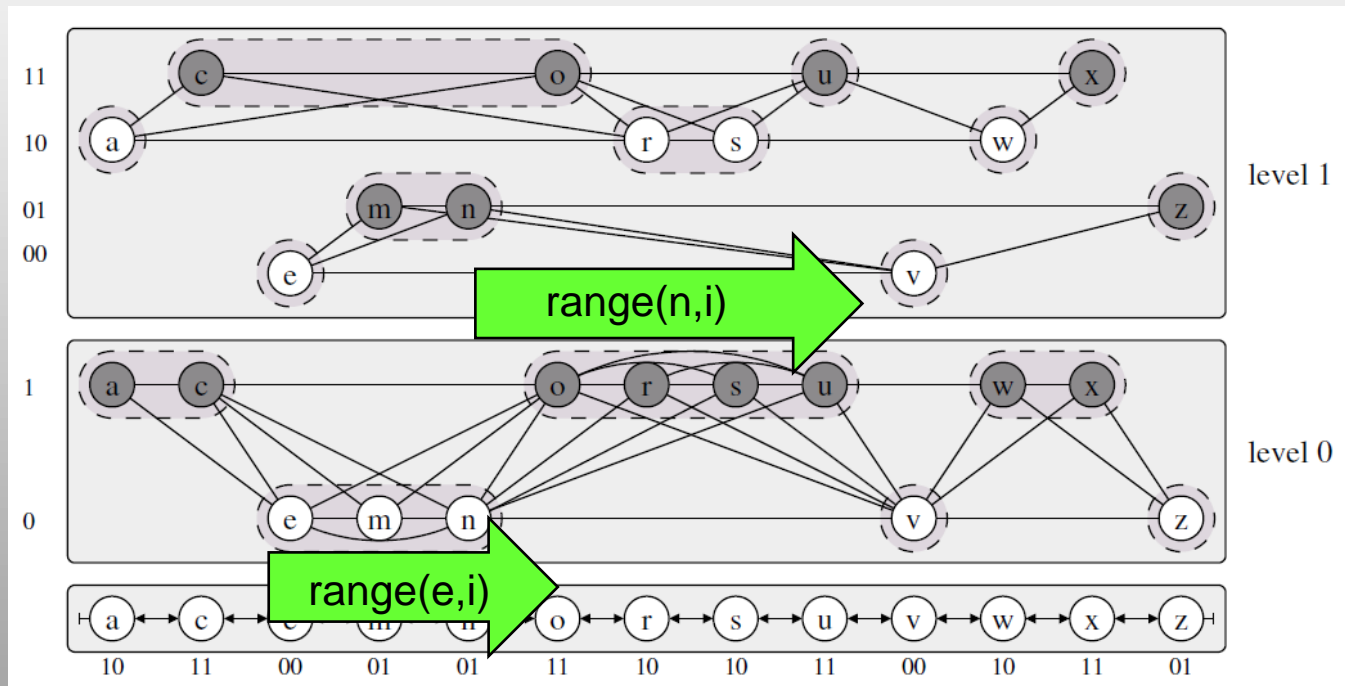 11 c o u x
10 a r s w
level 1
01 m n z
00
e v
range(n,i)
1 a c o r s u w x
level 0
0 e m n v z
range(e,i)
a c o r s u v w x z
10 11 00 01 01 11 10 10 11 00 10 11 01